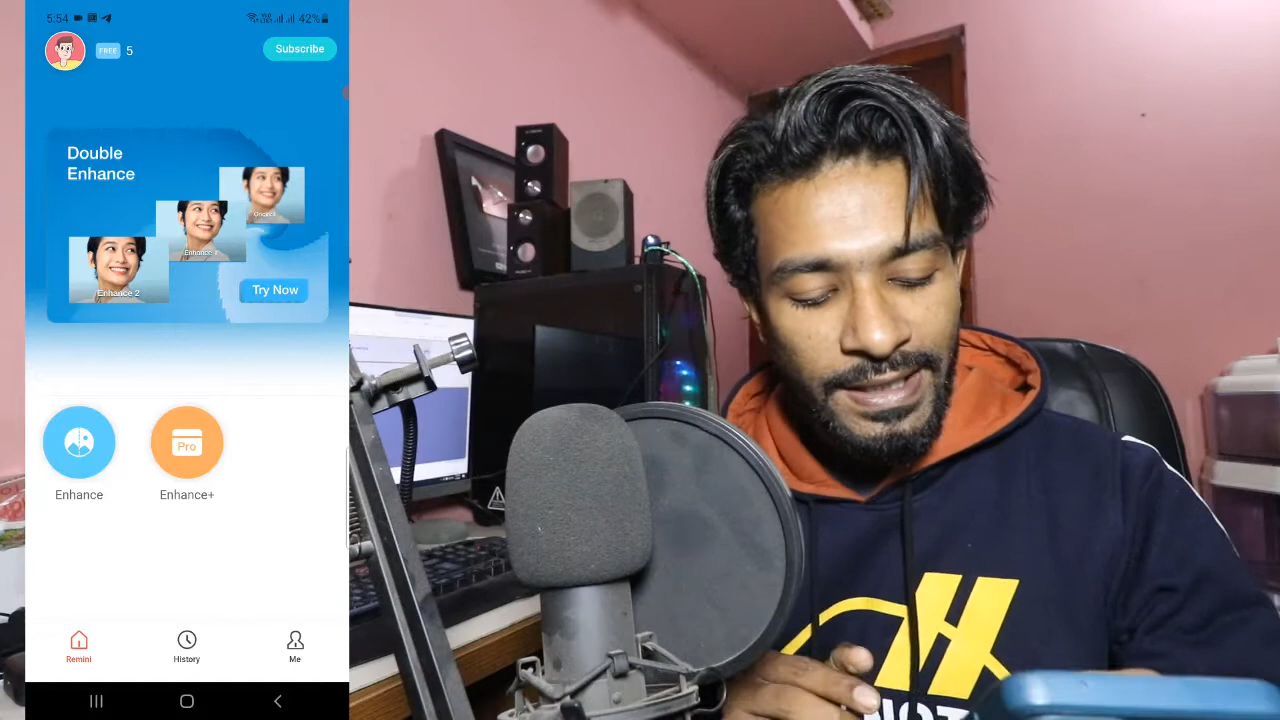 5:54
42%
FREE 5
Subscribe
Double
Enhance
Original
Enhance 1
Enhance 2
Try Now
Pro
Enhance
Enhance+
Remini
History
Me
H
NOT